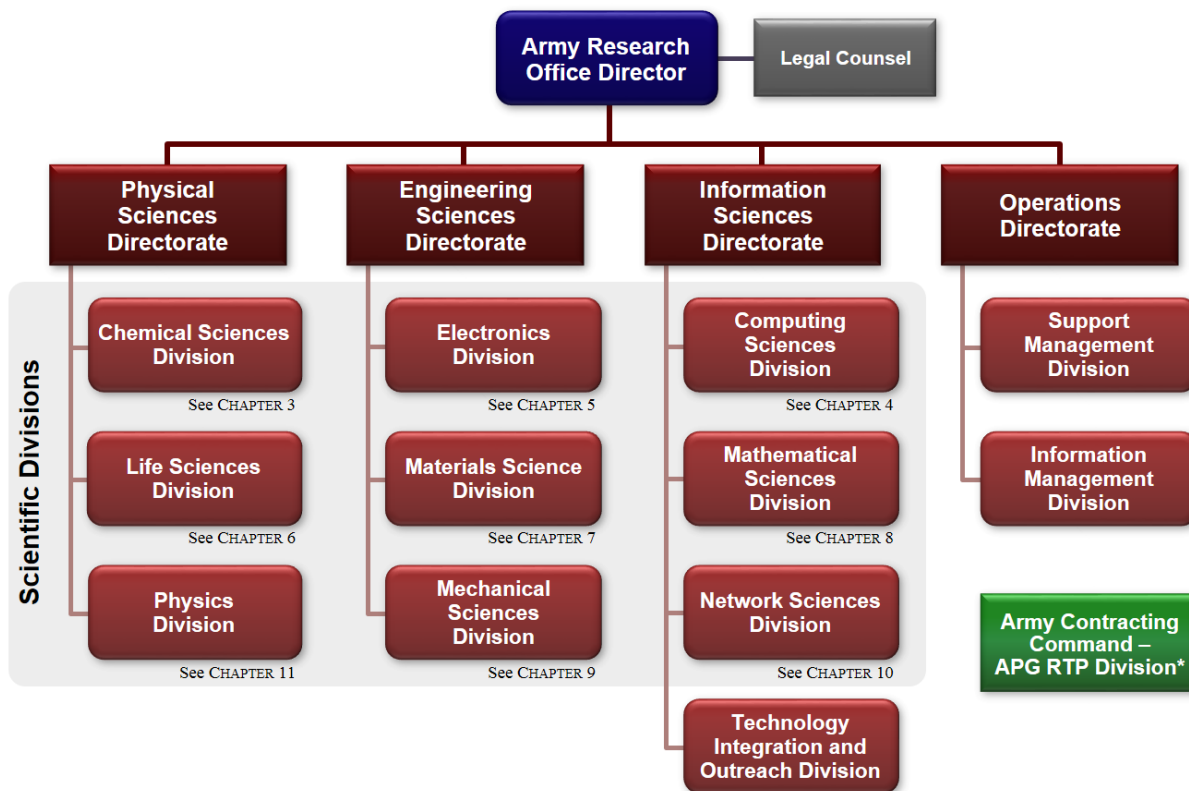 Army Research
Office Director
Legal Counsel
Physical
Sciences
Directorate
Engineering
Sciences
Directorate
Information
Sciences
Directorate
Operations
Directorate
Scientific Divisions
Chemical Sciences
Division
See CHAPTER 3
Electronics
Division
See CHAPTER 5
Computing
Sciences
Division
See CHAPTER 4
Support
Management
Division
Life Sciences
Division
See CHAPTER 6
Materials Science
Division
See CHAPTER 7
Mathematical
Sciences
Division
See CHAPTER 8
Information
Management
Division
Physics
Division
See CHAPTER 11
Mechanical
Sciences
Division
See CHAPTER 9
Network Sciences
Division
See CHAPTER 10
Army Contracting
Command –
APG RTP Division*
Technology
Integration and
Outreach Division